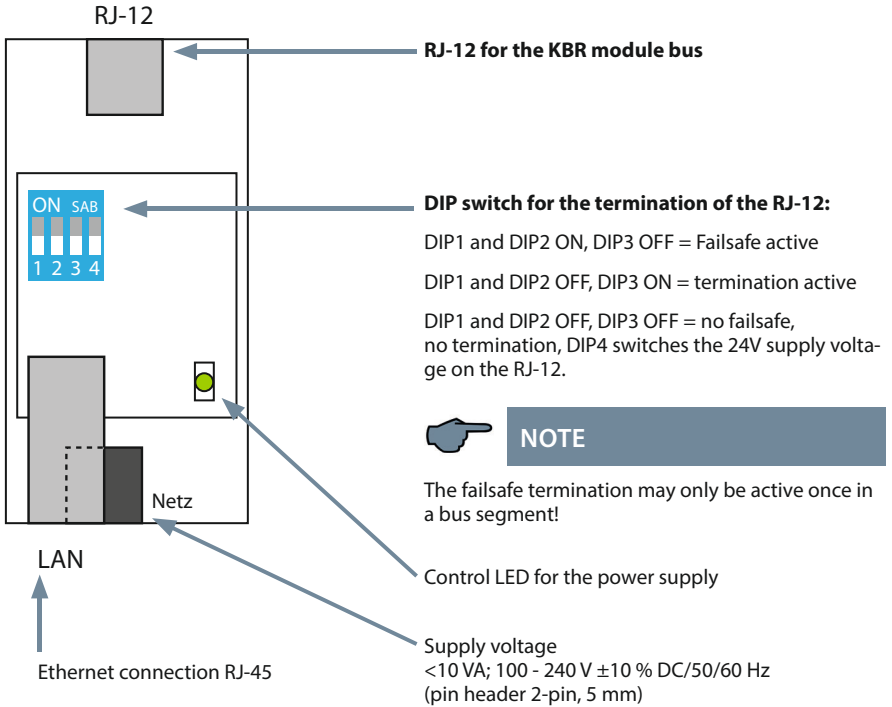 RJ-12
RJ-12 for the KBR module bus
ON SAB
1 2 3 4
DIP switch for the termination of the RJ-12:
DIP1 and DIP2 ON, DIP3 OFF = Failsafe active
DIP1 and DIP2 OFF, DIP3 ON = termination active
DIP1 and DIP2 OFF, DIP3 OFF = no failsafe,
no termination, DIP4 switches the 24V supply volta-
ge on the RJ-12.
NOTE
The failsafe termination may only be active once in
a bus segment!
Netz
LAN
Control LED for the power supply
Ethernet connection RJ-45
Supply voltage
<10 VA; 100 - 240 V ±10 % DC/50/60 Hz
(pin header 2-pin, 5 mm)